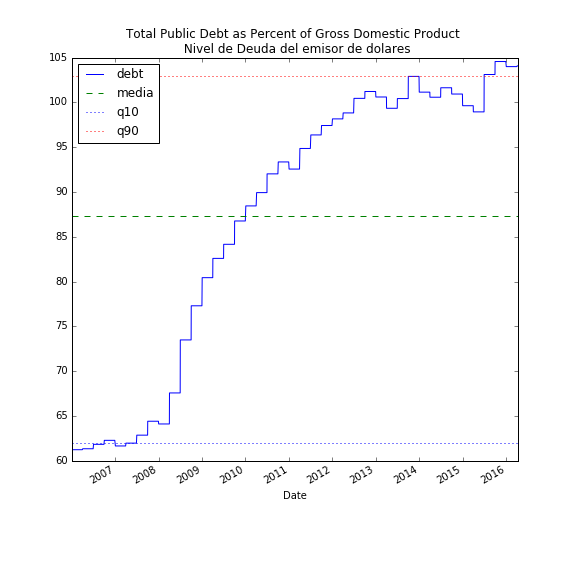 Total Public Debt as Percent of Gross Domestic Product
Nivel de Deuda del emisor de dolares
105
100
95
90
85
80
75
70
65
60
debt
media
q10
q90
2007
2008
2009
2010
2011
2012
2013
2014
2015
2016
Date